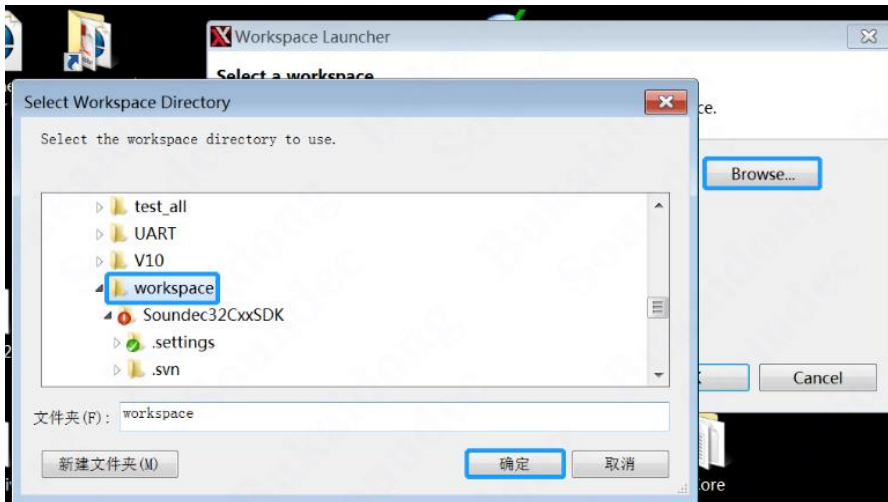 Workspace Launcher
Select a workspace
Select Workspace Directory
ce.
Select the workspace directory to use.
Browse...
test_all
UART
V10
workspace
Soundec32CxxSDK
.settings
.svn
Cancel
文件夹(F): workspace
新建文件夹(M)
确定
取消
ore